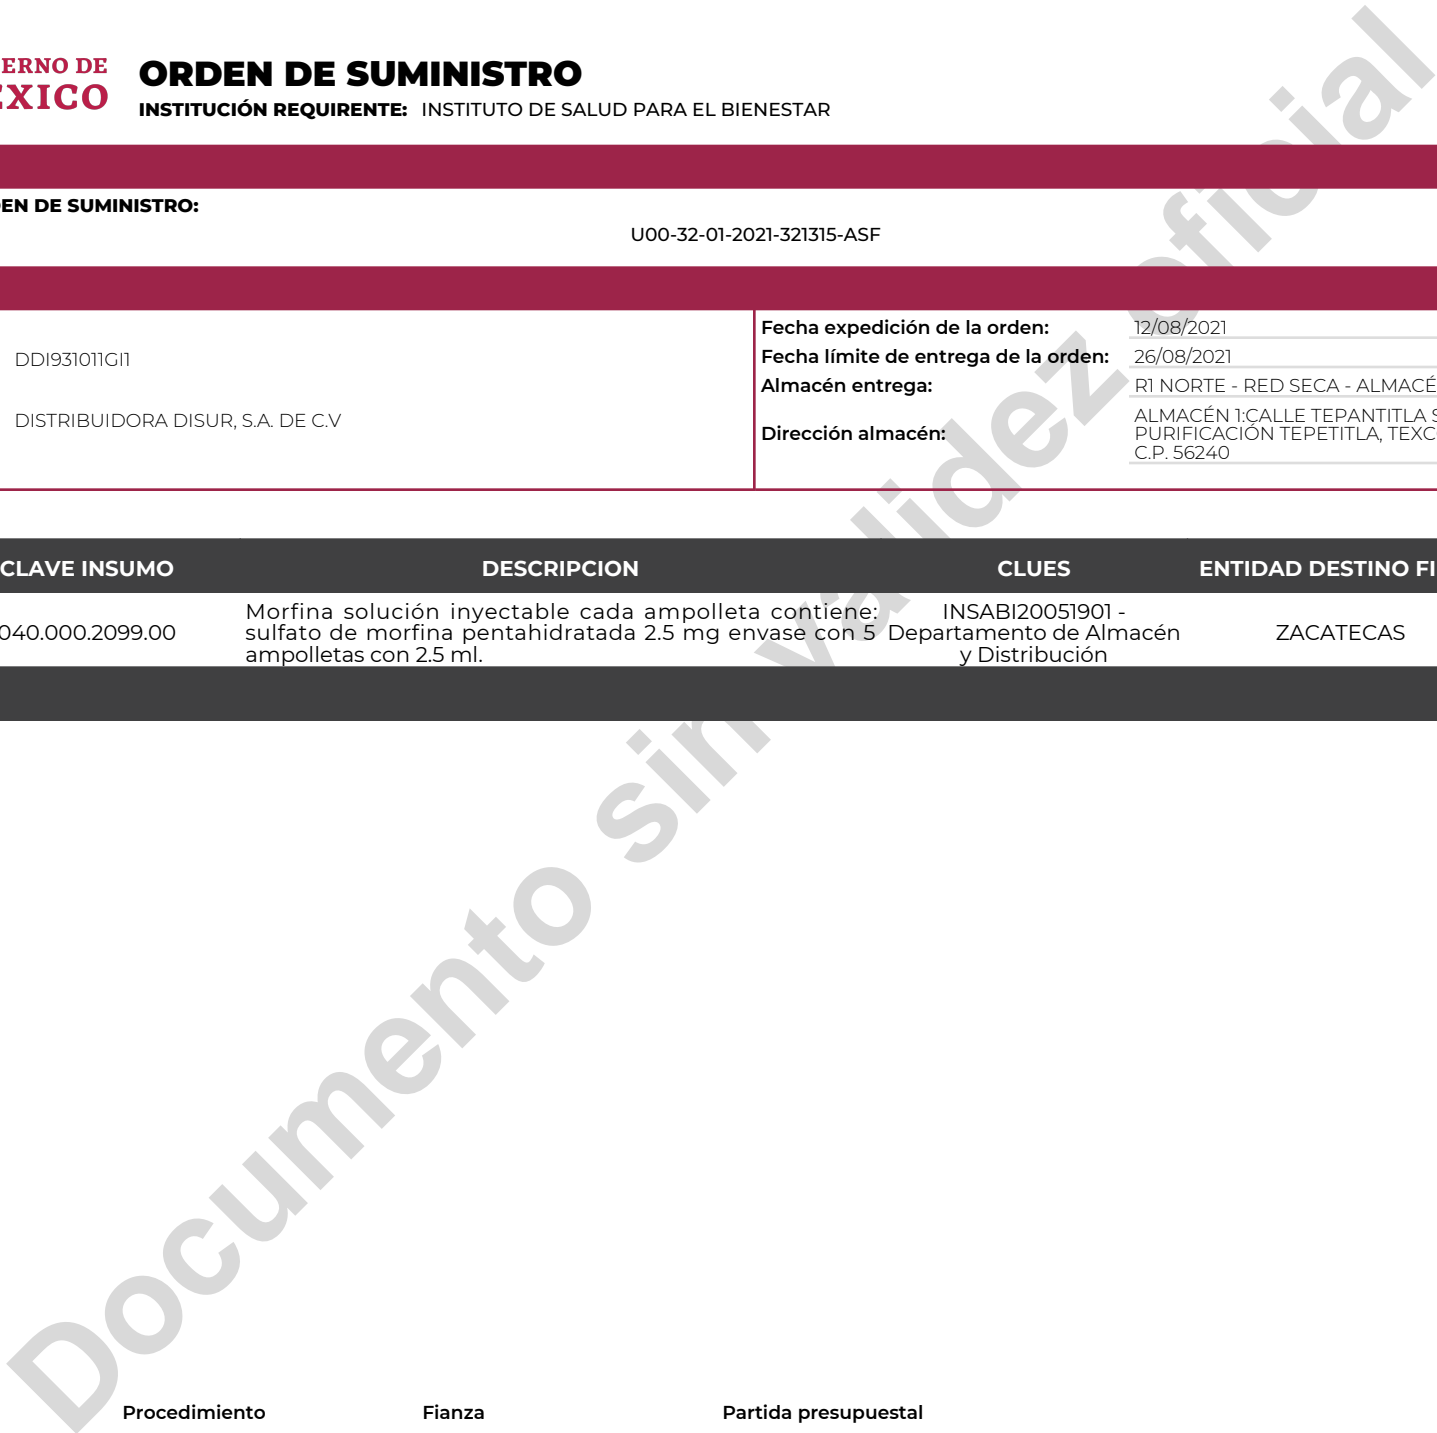 ERNO DE
EXICO
ORDEN DE SUMINISTRO
INSTITUCIÓN REQUIRENTE: INSTITUTO DE SALUD PARA EL BIENESTAR
EN DE SUMINISTRO:
U00-32-01-2021-321315-ASF
DDI931011GI1
DISTRIBUIDORA DISUR, S.A. DE C.V
Fecha expedición de la orden: 12/08/2021
Fecha límite de entrega de la orden: 26/08/2021
Almacén entrega: R1 NORTE - RED SECA - ALMACÉ
Dirección almacén:
ALMACÉN 1:CALLE TEPANTITLA S
PURIFICACIÓN TEPETITLA, TEXC
C.P. 56240
CLAVE INSUMO DESCRIPCION CLUES ENTIDAD DESTINO FI
040.000.2099.00
Morfina solución inyectable cada ampolleta contiene:
sulfato de morfina pentahidratada 2.5 mg envase con 5
ampolletas con 2.5 ml.
INSABI20051901 -
Departamento de Almacén
y Distribución
ZACATECAS
Documento sin validez oficial
Procedimiento Fianza Partida presupuestal